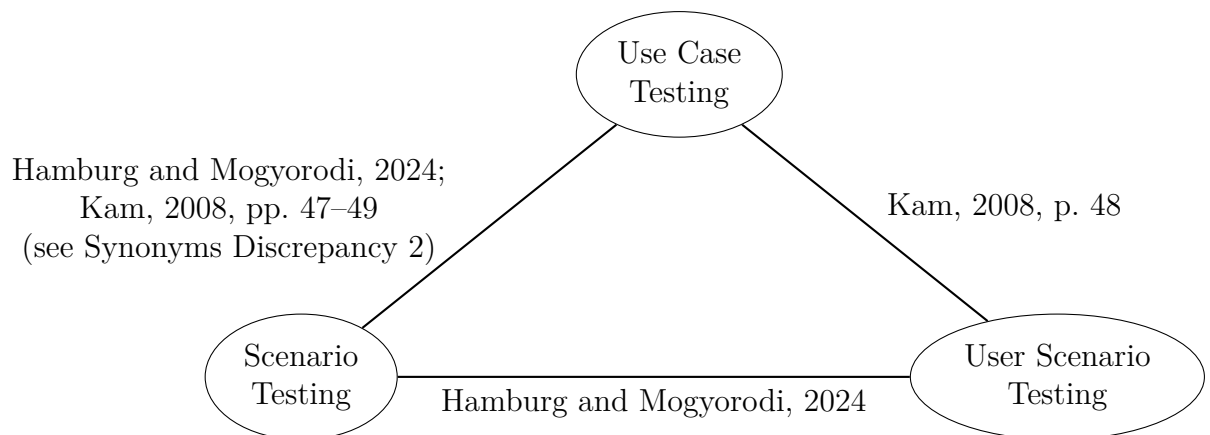 Use Case
Testing
Hamburg and Mogyorodi, 2024;
Kam, 2008, pp. 47–49
(see Synonyms Discrepancy 2)
Kam, 2008, p. 48
Scenario
Testing
User Scenario
Testing
Hamburg and Mogyorodi, 2024